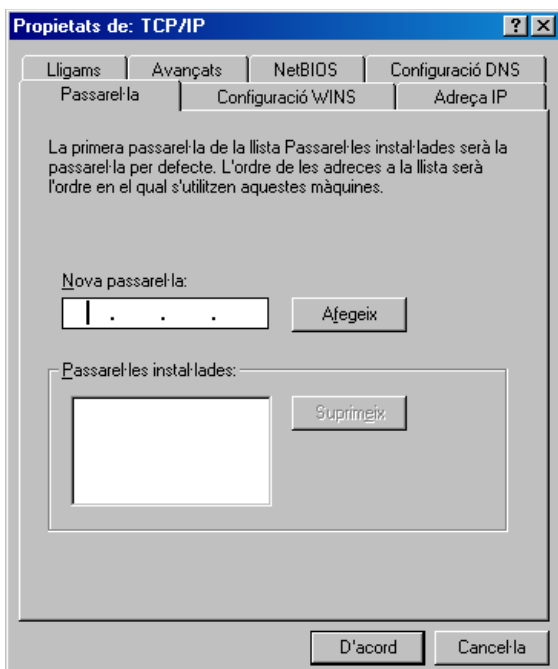 Propietats de: TCP/IP
Lligams Avançats NetBIOS Configuració DNS
Passarel·la Configuració WINS Adreça IP
La primera passarel·la de la llista Passarel·les instal·lades serà la
passarel·la per defecte. L'ordre de les adreces a la llista serà
l'ordre en el qual s'utilitzen aquestes màquines.
Nova passarel·la:
. . . Afegeix
Passarel·les instal·lades:
Suprimeix
D'acord Cancel·la